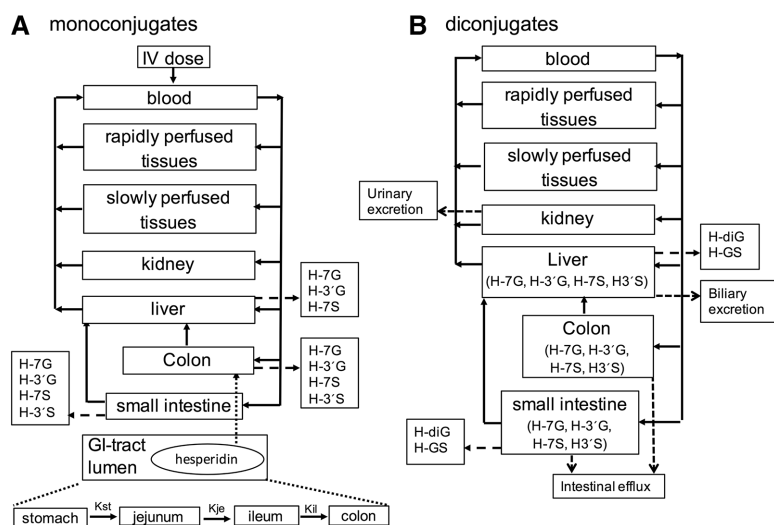 A monoconjugates
IV dose
blood
rapidly perfused
tissues
slowly perfused
tissues
kidney
liver
H-7G
H-3´G
H-7S
Colon
H-7G
H-3´G
H-7S
H-3´S
H-7G
H-3´G
H-7S
H-3´S
small intestine
GI-tract
lumen
hesperidin
stomach
Kst
jejunum
Kje
ileum
Kil
colon
B diconjugates
blood
rapidly perfused
tissues
slowly perfused
tissues
Urinary
excretion
kidney
Liver
(H-7G, H-3´G, H-7S, H3´S)
H-diG
H-GS
Biliary
excretion
Colon
(H-7G, H-3´G,
H-7S, H3´S)
small intestine
(H-7G, H-3´G,
H-7S, H3´S)
H-diG
H-GS
Intestinal efflux